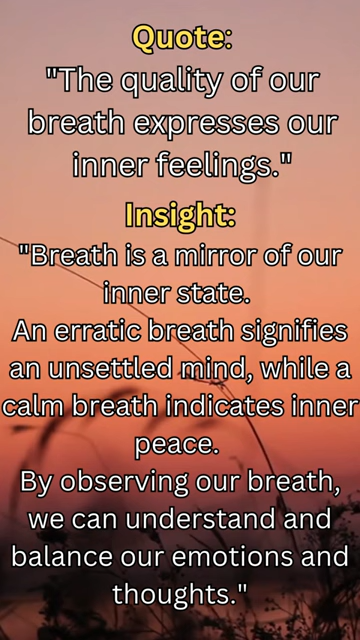 Quote:
"The quality of our
breath expresses our
inner feelings."
Insight:
"Breath is a mirror of our
inner state.
An erratic breath signifies
an unsettled mind, while a
calm breath indicates inner
peace.
By observing our breath,
we can understand and
balance our emotions and
thoughts."